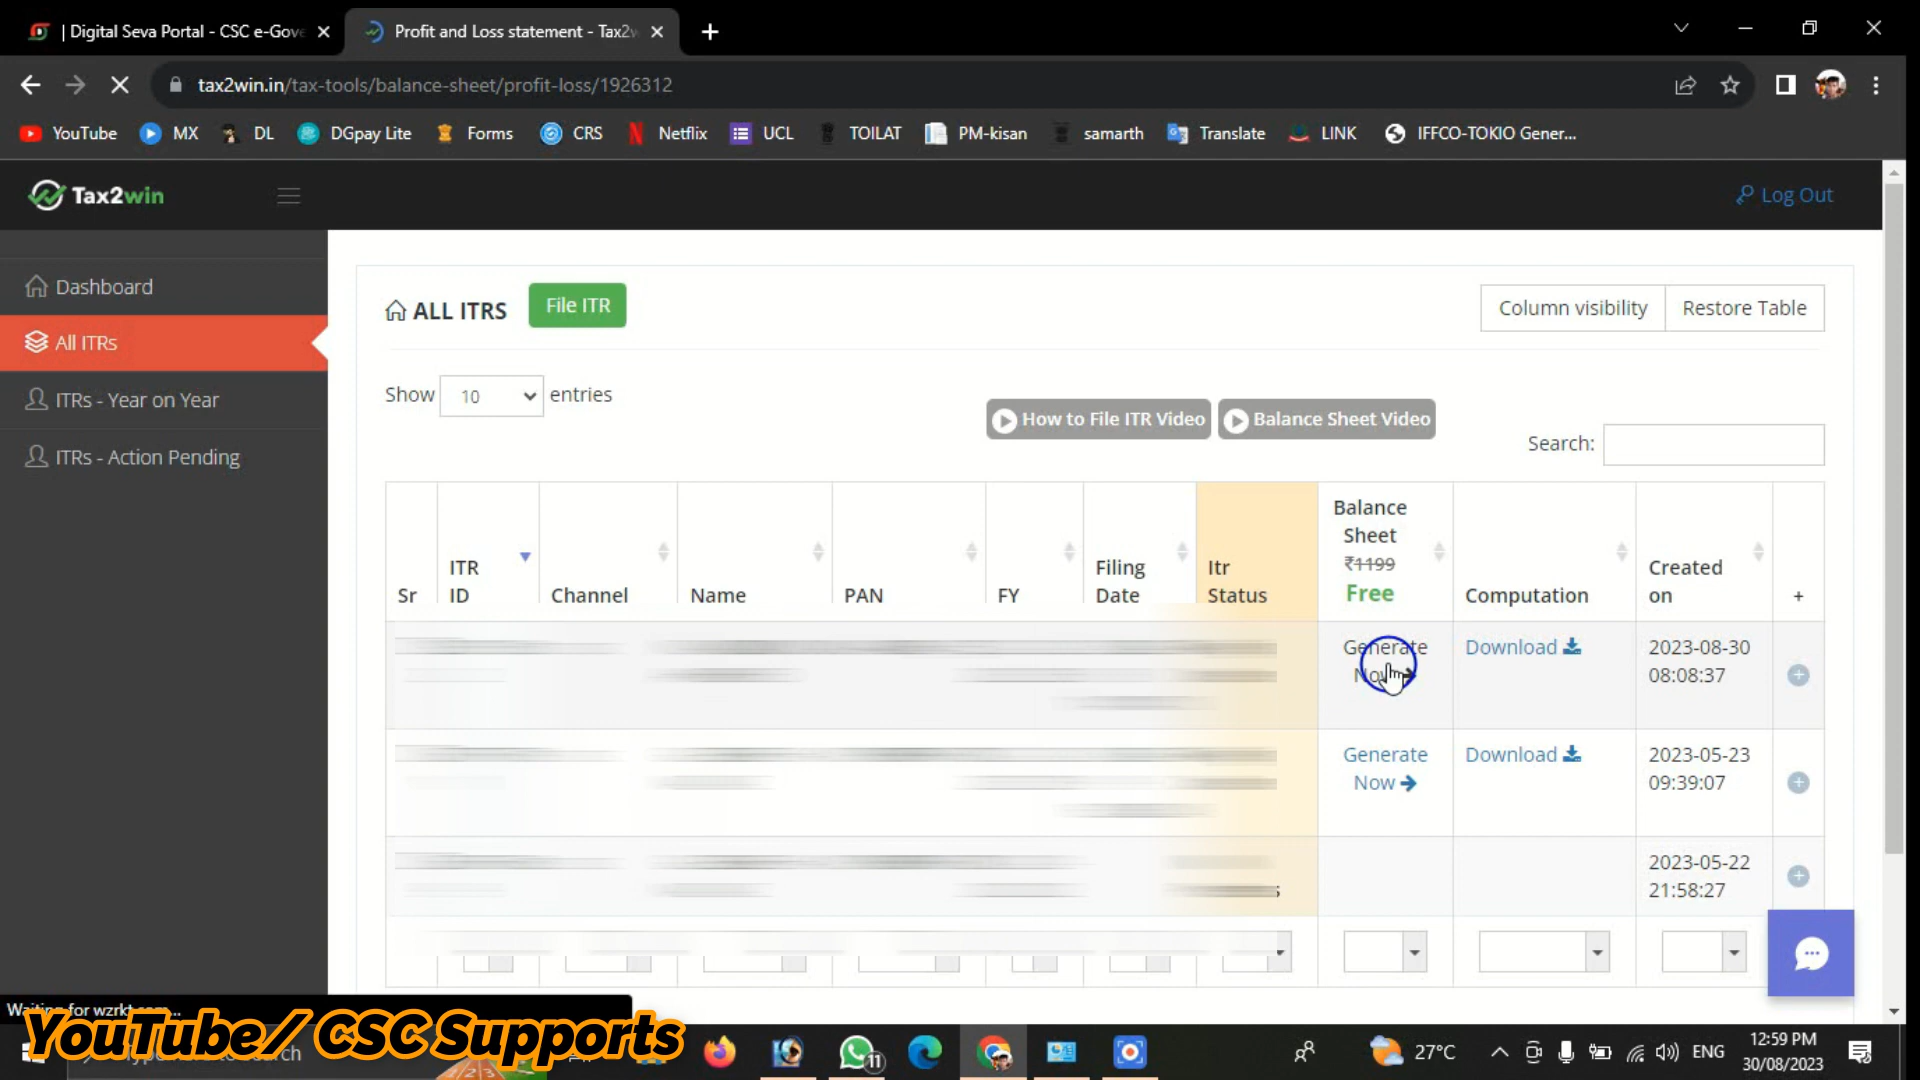 | Digital Seva Portal - CSC e-Gove
Profit and Loss statement - Tax2w
tax2win.in/tax-tools/balance-sheet/profit-loss/1926312
YouTube MX DL DGpay Lite Forms CRS Netflix UCL TOILAT PM-kisan samarth Translate LINK IFFCO-TOKIO Gener...
Tax2win
Log Out
Dashboard
All ITRs
ITRs - Year on Year
ITRs - Action Pending
ALL ITRS File ITR
Column visibility Restore Table
Show 10 entries
How to File ITR Video Balance Sheet Video
Search:
Sr
ITR
ID
Channel
Name
PAN
FY
Filing
Date
Itr
Status
Balance
Sheet
₹1199
Free
Computation
Created
on
+
Generate
Now
Download
2023-08-30
08:08:37
Generate
Now
Download
2023-05-23
09:39:07
2023-05-22
21:58:27
YouTube/ CSC Supports
11
27°C
ENG
12:59 PM
30/08/2023